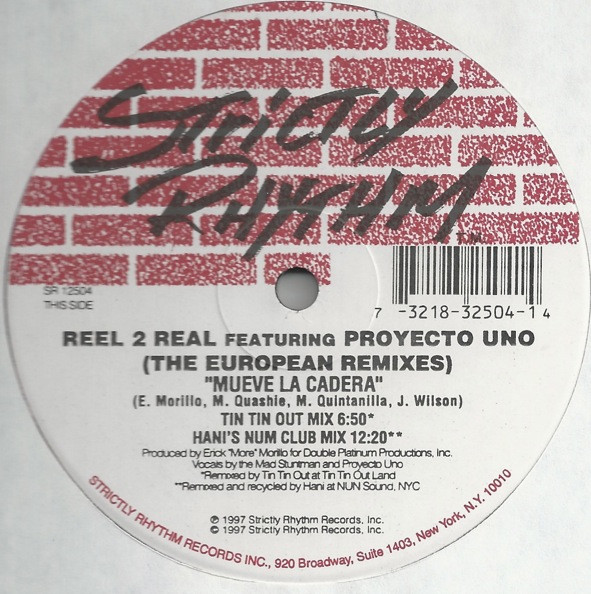 STRICTLY
RHYTHM
TM
SR 12504
THIS SIDE
7 -3218-32504-1 4
REEL 2 REAL FEATURING PROYECTO UNO
(THE EUROPEAN REMIXES)
"MUEVE LA CADERA"
(E. Morillo, M. Quashie, M. Quintanilla, J. Wilson)
TIN TIN OUT MIX 6:50*
HANI'S NUM CLUB MIX 12:20**
Produced by Erick "More" Morillo for Double Platinum Productions, Inc.
Vocals by the Mad Stuntman and Proyecto Uno
*Remixed by Tin Tin Out at Tin Tin Out Land
**Remixed and recycled by Hani at NUN Sound, NYC
℗ 1997 Strictly Rhythm Records, Inc.
© 1997 Strictly Rhythm Records, Inc.
STRICTLY RHYTHM RECORDS INC., 920 Broadway, Suite 1403, New York, N.Y. 10010